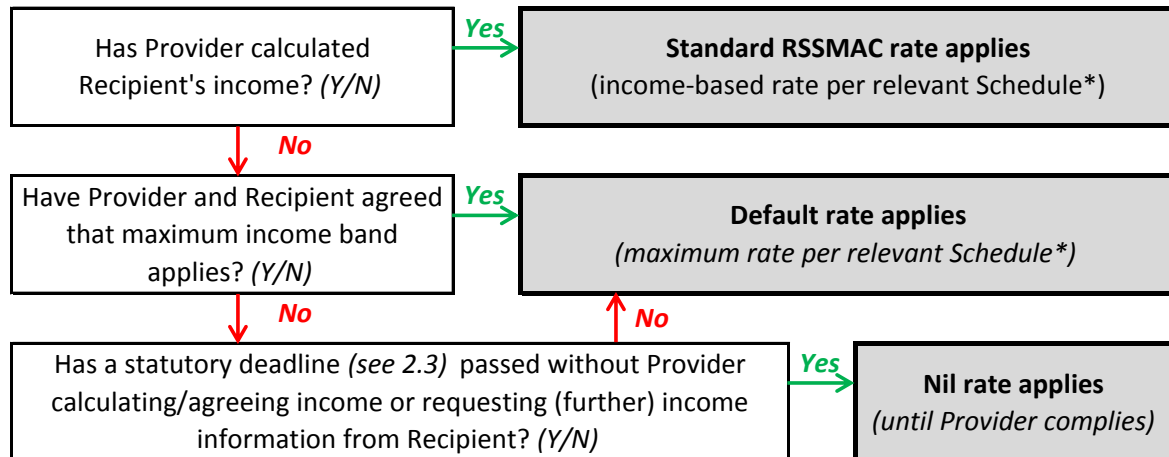 Has Provider calculated
Recipient's income? (Y/N)
Yes
Standard RSSMAC rate applies
(income-based rate per relevant Schedule*)
No
Have Provider and Recipient agreed
that maximum income band
applies? (Y/N)
Yes
Default rate applies
(maximum rate per relevant Schedule*)
No
No
Has a statutory deadline (see 2.3) passed without Provider
calculating/agreeing income or requesting (further) income
information from Recipient? (Y/N)
Yes
Nil rate applies
(until Provider complies)